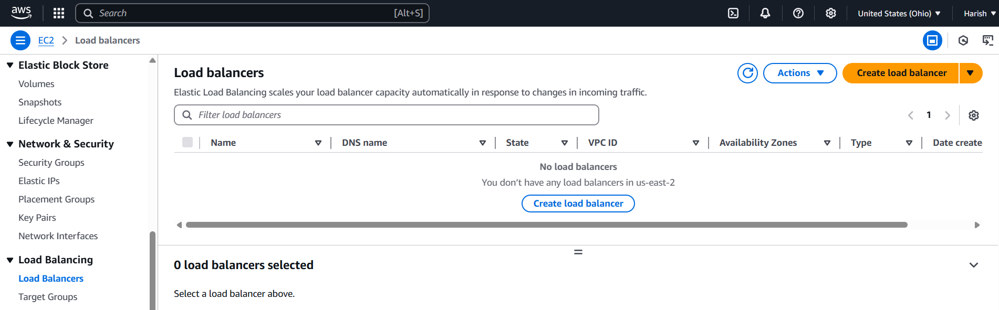 aws
Search [Alt+S]
United States (Ohio)
Harish
EC2
Load balancers
Elastic Block Store
Volumes
Snapshots
Lifecycle Manager
Network & Security
Security Groups
Elastic IPs
Placement Groups
Key Pairs
Network Interfaces
Load Balancing
Load Balancers
Target Groups
Load balancers
Actions
Create load balancer
Elastic Load Balancing scales your load balancer capacity automatically in response to changes in incoming traffic.
Filter load balancers
1
Name
DNS name
State
VPC ID
Availability Zones
Type
Date create
No load balancers
You don’t have any load balancers in us-east-2
Create load balancer
0 load balancers selected
Select a load balancer above.